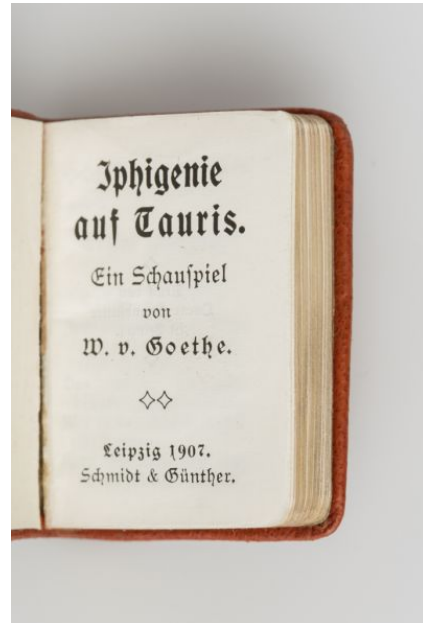 Iphigenie
auf Tauris.
Ein Schauſpiel
von
W. v. Goethe.
Leipzig 1907.
Schmidt & Günther.